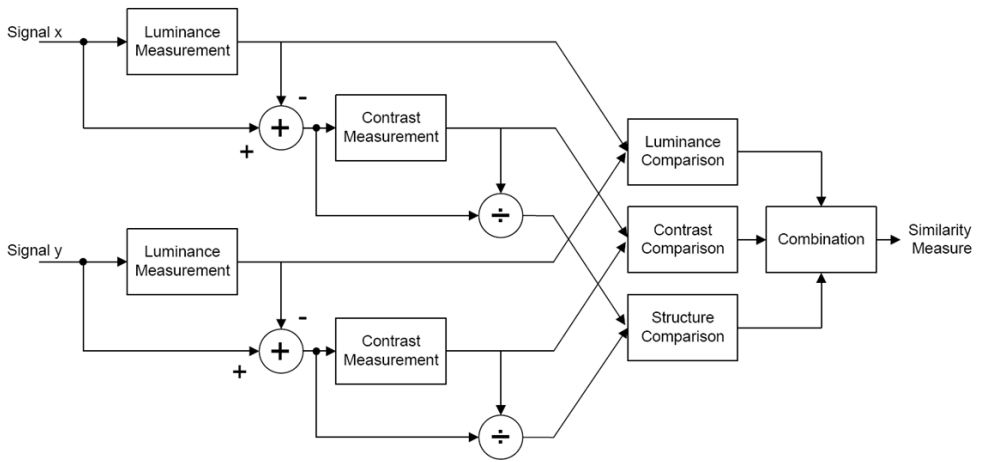 Signal x
Luminance
Measurement
-
+
+
Contrast
Measurement
÷
Luminance
Comparison
Signal y
Luminance
Measurement
Contrast
Comparison
Combination
Similarity
Measure
-
+
+
Contrast
Measurement
÷
Structure
Comparison